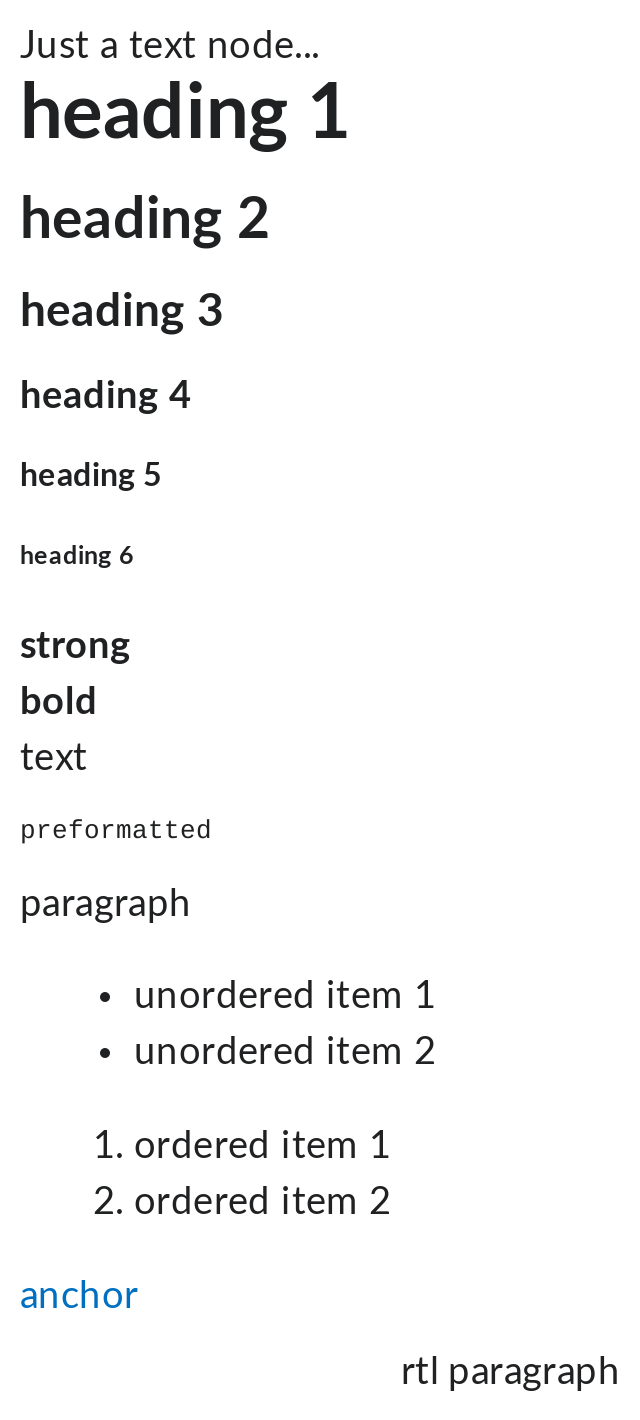 Just a text node...
heading 1
heading 2
heading 3
heading 4
heading 5
heading 6
strong
bold
text
preformatted
paragraph
• unordered item 1
• unordered item 2
1. ordered item 1
2. ordered item 2
anchor
rtl paragraph